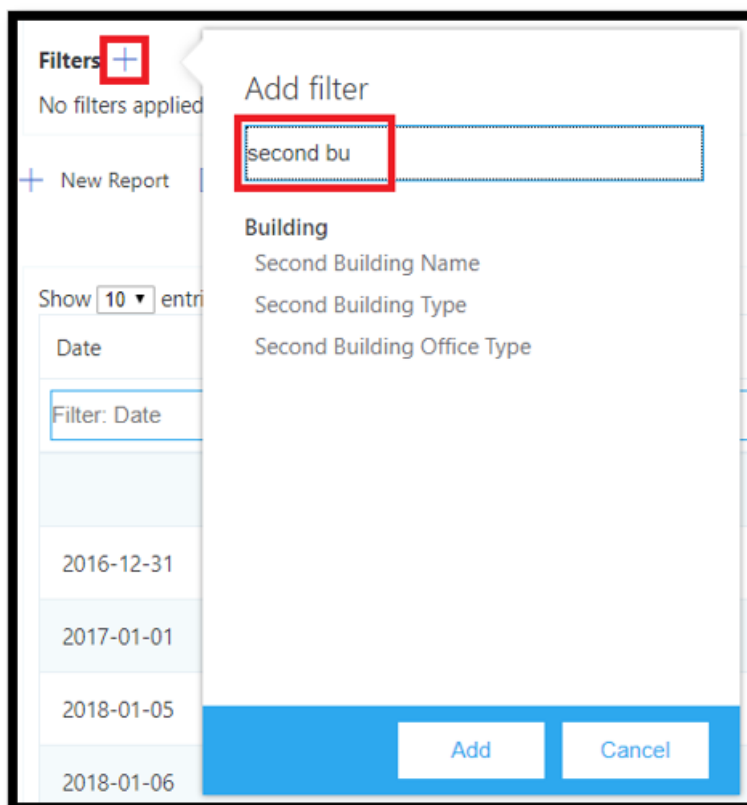 Filters
No filters applied
New Report
Show 10 entri
Date
Filter: Date
2016-12-31
2017-01-01
2018-01-05
2018-01-06
Add filter
second bu
Building
Second Building Name
Second Building Type
Second Building Office Type
Add
Cancel